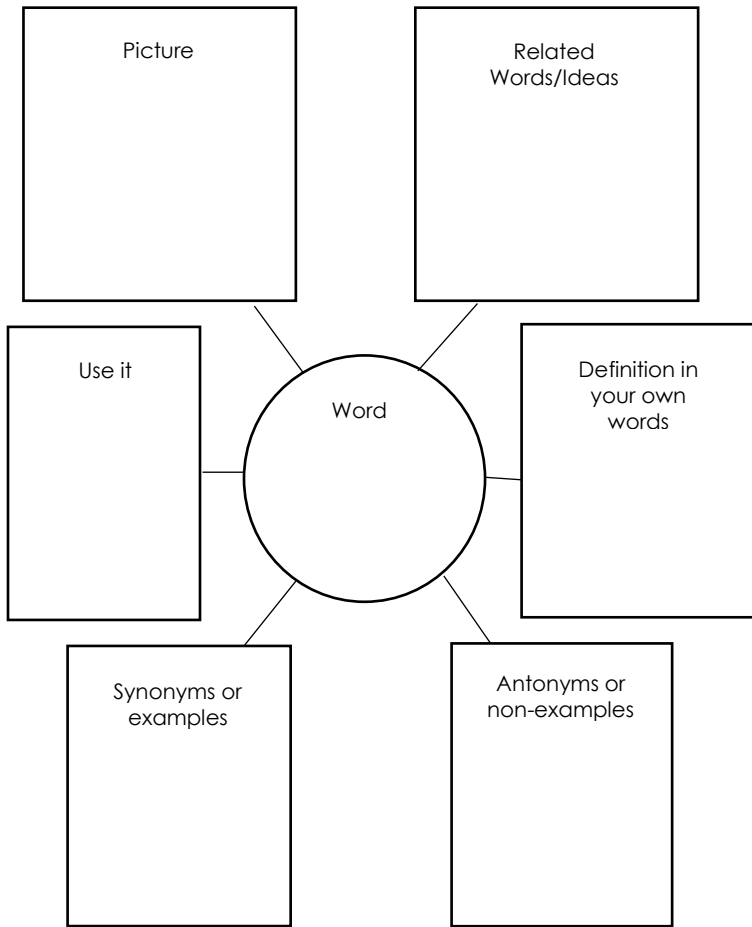 Picture
Related
Words/Ideas
Use it
Word
Definition in
your own
words
Synonyms or
examples
Antonyms or
non-examples